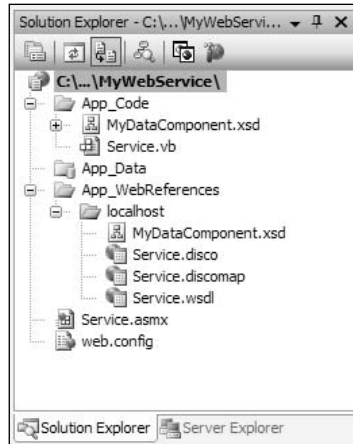 Solution Explorer - C:\...\MyWebServi...
C:\...\MyWebService\
App_Code
MyDataComponent.xsd
Service.vb
App_Data
App_WebReferences
localhost
MyDataComponent.xsd
Service.disco
Service.discomap
Service.wsdl
Service.asmx
web.config
Solution Explorer Server Explorer